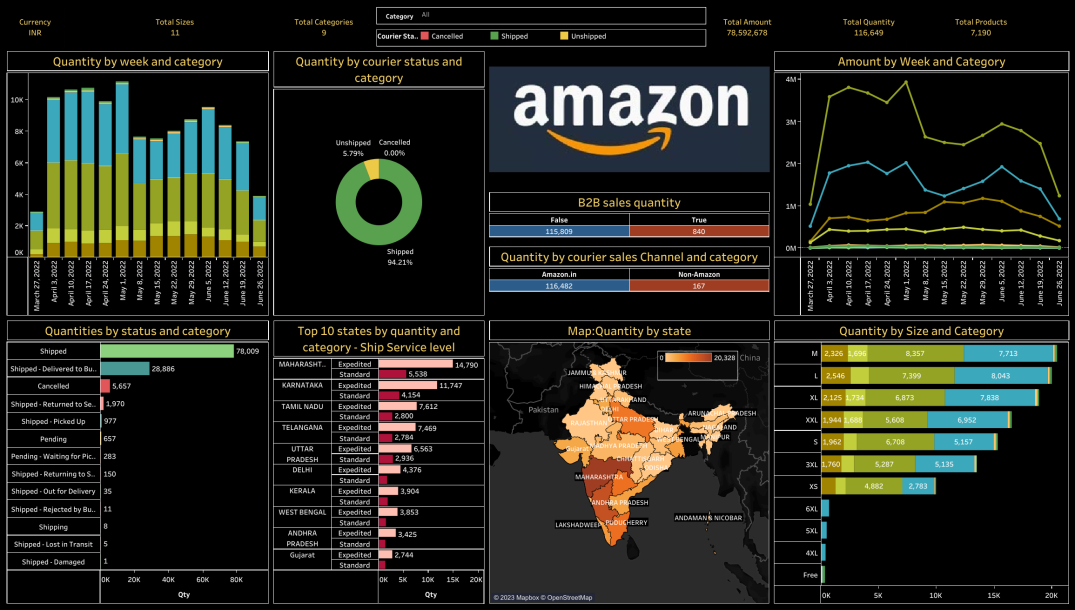 Currency
INR
Total Sizes
11
Total Categories
9
Category All
Courier Sta.. Cancelled Shipped Unshipped
Total Amount
78,592,678
Total Quantity
116,649
Total Products
7,190
Quantity by week and category
10K
8K
6K
4K
2K
0K
March 27, 2022
April 3, 2022
April 10, 2022
April 17, 2022
April 24, 2022
May 1, 2022
May 8, 2022
May 15, 2022
May 22, 2022
May 29, 2022
June 5, 2022
June 12, 2022
June 19, 2022
June 26, 2022
Quantity by courier status and
category
Unshipped
5.79%
Cancelled
0.00%
Shipped
94.21%
amazon
B2B sales quantity
False True
115,809 840
Quantity by courier sales Channel and category
Amazon.in Non-Amazon
116,482 167
Amount by Week and Category
4M
3M
2M
1M
0M
March 27, 2022
April 3, 2022
April 10, 2022
April 17, 2022
April 24, 2022
May 1, 2022
May 8, 2022
May 15, 2022
May 22, 2022
May 29, 2022
June 5, 2022
June 12, 2022
June 19, 2022
June 26, 2022
Quantities by status and category
Shipped 78,009
Shipped - Delivered to Bu.. 28,886
Cancelled 5,657
Shipped - Returned to Se.. 1,970
Shipped - Picked Up 977
Pending 657
Pending - Waiting for Pic.. 283
Shipped - Returning to S.. 150
Shipped - Out for Delivery 35
Shipped - Rejected by Bu.. 11
Shipping 8
Shipped - Lost in Transit 5
Shipped - Damaged 1
0K 20K 40K 60K 80K
Qty
Top 10 states by quantity and
category - Ship Service level
MAHARASHT.. Expedited 14,790
Standard 5,538
KARNATAKA Expedited 11,747
Standard 4,154
TAMIL NADU Expedited 7,612
Standard 2,800
TELANGANA Expedited 7,469
Standard 2,784
UTTAR Expedited 6,563
PRADESH Standard 2,936
DELHI Expedited 4,376
Standard
KERALA Expedited 3,904
Standard
WEST BENGAL Expedited 3,853
Standard
ANDHRA Expedited 3,425
PRADESH Standard
Gujarat Expedited 2,744
Standard
0K 5K 10K 15K 20K
Qty
Map:Quantity by state
0 20,328 China
JAMMU & KASHMIR
HIMACHAL PRADESH
UTTARAKHAND
Pakistan DELHI ARUNACHAL PRADESH
RAJASTHAN UTTAR PRADESH NAGALAND
BIHAR MANIPUR
Gujarat MADHYA PRADESH WEST BENGAL
CHHATTISGARH
ODISHA
MAHARASHTRA
ANDHRA PRADESH
LAKSHADWEEP PUDUCHERRY ANDAMAN & NICOBAR
© 2023 Mapbox © OpenStreetMap
Quantity by Size and Category
M 2,326 1,696 8,357 7,713
L 2,546 7,399 8,043
XL 2,125 1,734 6,873 7,838
XXL 1,944 1,688 5,608 6,952
S 1,962 6,708 5,157
3XL 1,760 5,287 5,135
XS 4,882 2,783
6XL
5XL
4XL
Free
0K 5K 10K 15K 20K